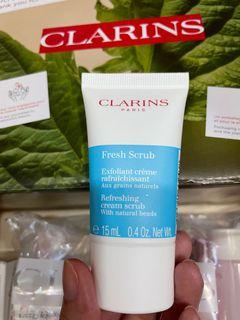 CLARINS
CLARINS
PARIS
Fresh Scrub
Exfoliant crème
rafraîchissant
Aux grains naturels
Refreshing
cream scrub
With natural beads
15 mL 0.4 Oz. Net Wt.